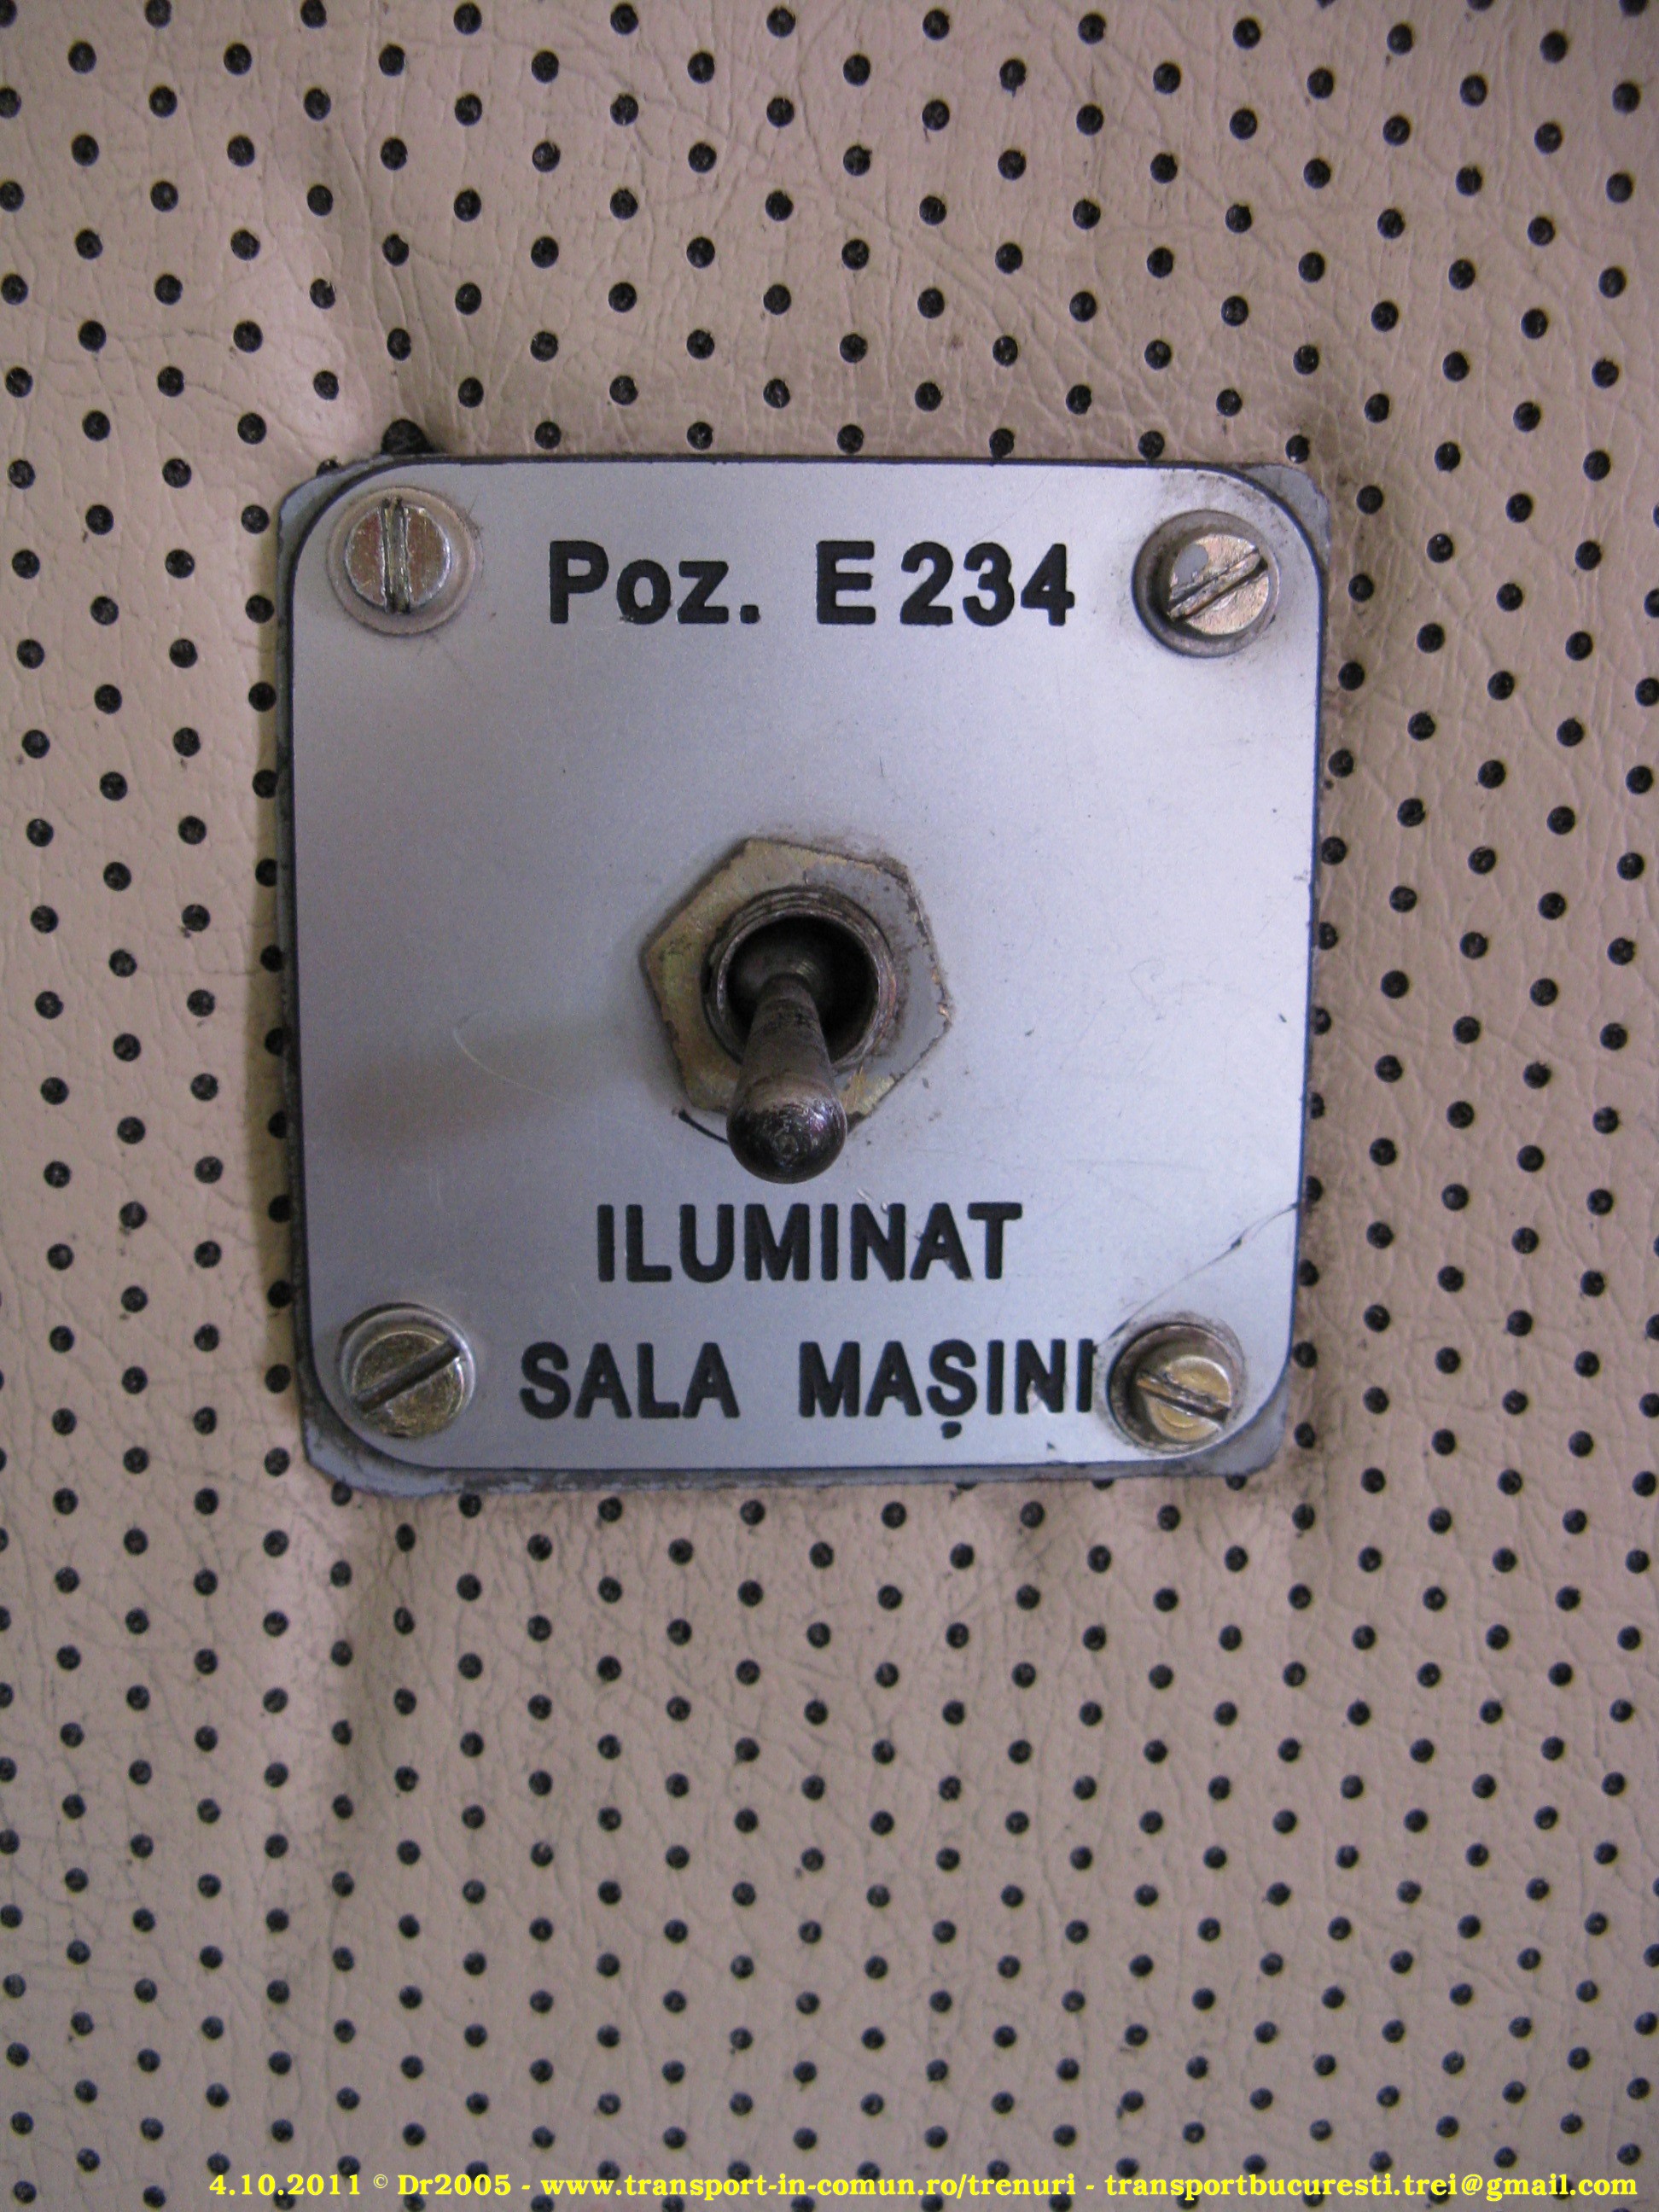 Poz. E234
ILUMINAT
SALA MAȘINI
4.10.2011 © Dr2005 - www.transport-in-comun.ro/trenuri - transportbucuresti.trei@gmail.com